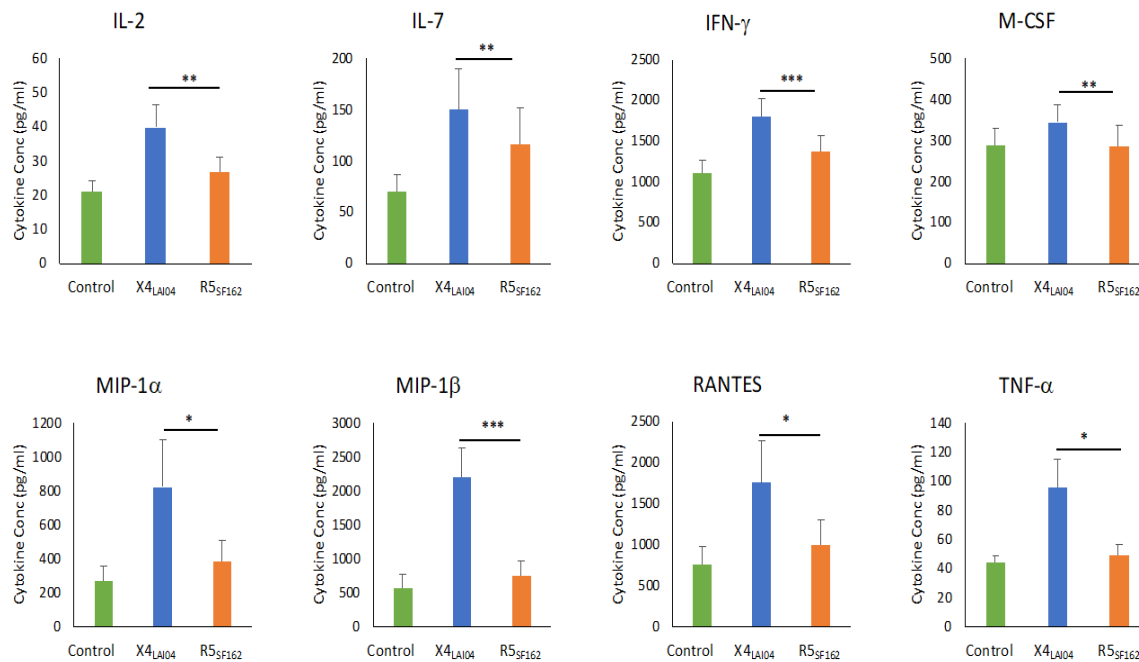 IL-2
Cytokine Conc (pg/ml)
60
50
40
30
20
10
0
**
Control X4LAI04 R5SF162
IL-7
Cytokine Conc (pg/ml)
200
150
100
50
0
**
Control X4LAI04 R5SF162
IFN-γ
Cytokine Conc (pg/ml)
2500
2000
1500
1000
500
0
***
Control X4LAI04 R5SF162
M-CSF
Cytokine Conc (pg/ml)
500
400
300
200
100
0
**
Control X4LAI04 R5SF162
MIP-1α
Cytokine Conc (pg/ml)
1200
1000
800
600
400
200
0
*
Control X4LAI04 R5SF162
MIP-1β
Cytokine Conc (pg/ml)
3000
2500
2000
1500
1000
500
0
***
Control X4LAI04 R5SF162
RANTES
Cytokine Conc (pg/ml)
2500
2000
1500
1000
500
0
*
Control X4LAI04 R5SF162
TNF-α
Cytokine Conc (pg/ml)
140
120
100
80
60
40
20
0
*
Control X4LAI04 R5SF162